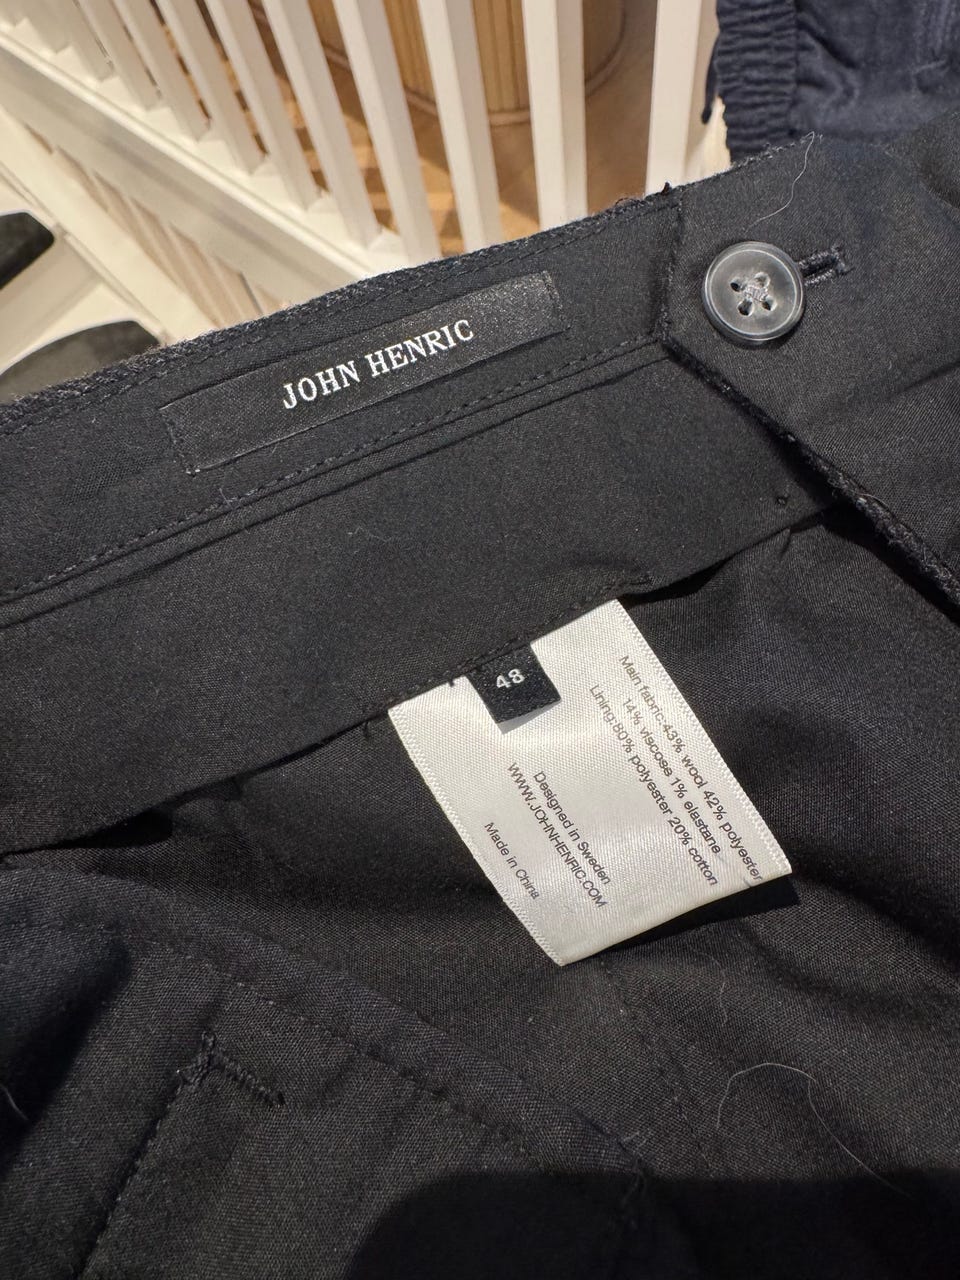 JOHN HENRIC
48
Main fabric:43% wool 42% polyester
14% viscose 1% elastane
Lining:80% polyester 20% cotton
Designed in Sweden
WWW.JOHNHENRIC.COM
Made in China